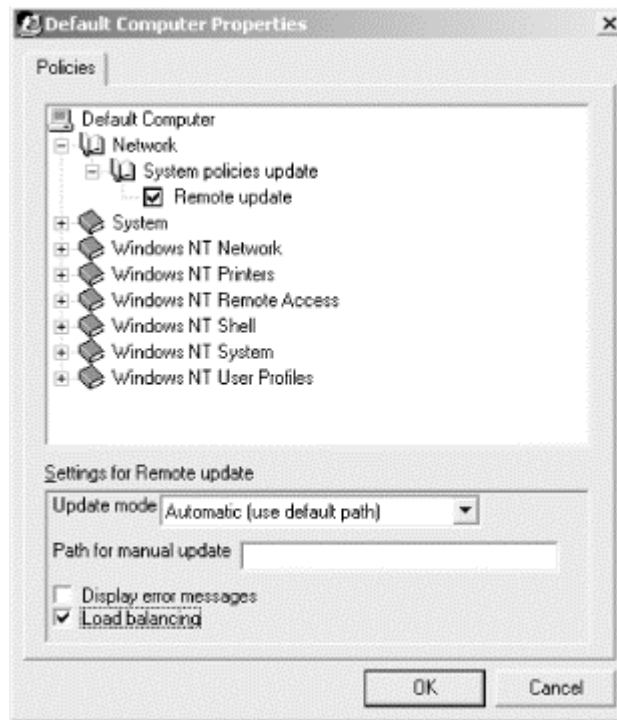 Default Computer Properties
Policies
Default Computer
Network
System policies update
Remote update
System
Windows NT Network
Windows NT Printers
Windows NT Remote Access
Windows NT Shell
Windows NT System
Windows NT User Profiles
Settings for Remote update
Update mode Automatic (use default path)
Path for manual update
Display error messages
Load balancing
OK Cancel